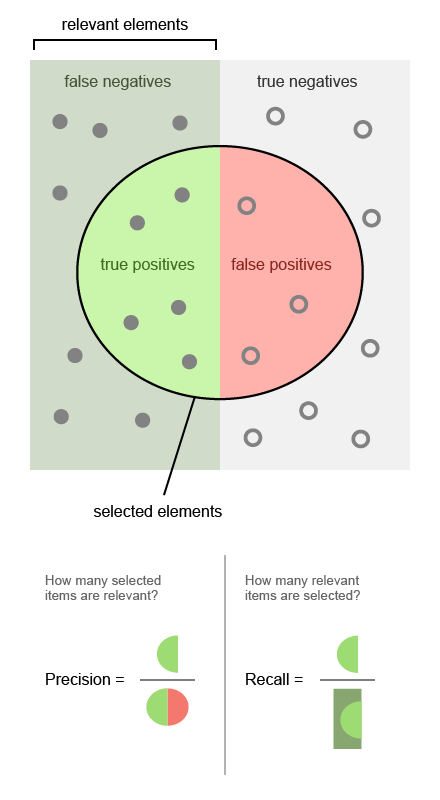 relevant elements
false negatives
true negatives
true positives
false positives
selected elements
How many selected
items are relevant?
How many relevant
items are selected?
Precision =
Recall =